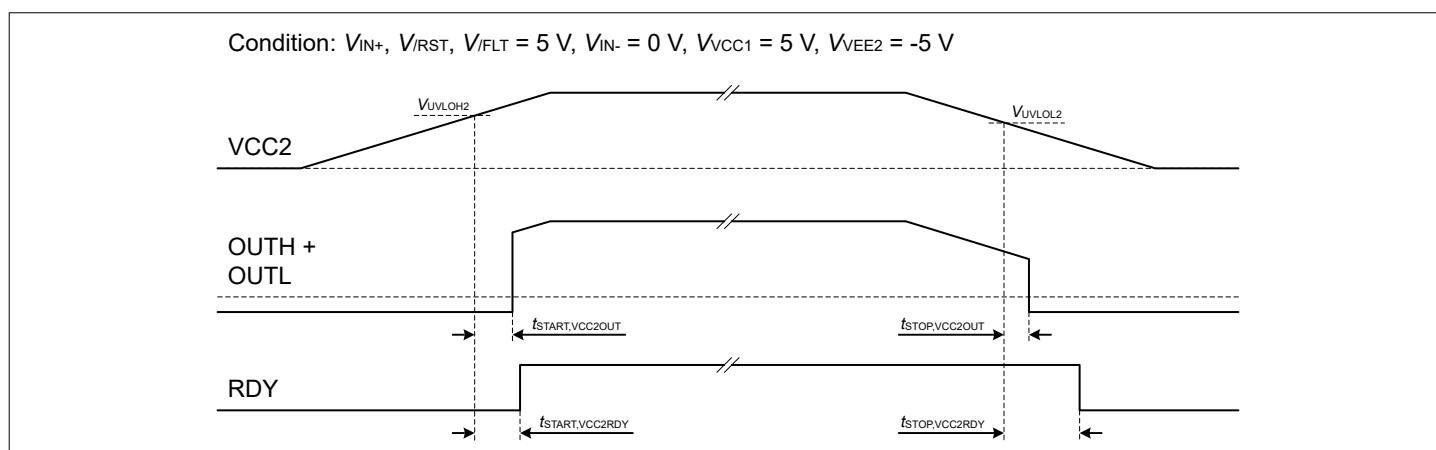 Condition: VIN+, V/RST, V/FLT = 5 V, VIN- = 0 V, VVCC1 = 5 V, VVEE2 = -5 V
VUVLOH2
VUVLOL2
VCC2
OUTH +
OUTL
tSTART,VCC2OUT
tSTOP,VCC2OUT
RDY
tSTART,VCC2RDY
tSTOP,VCC2RDY